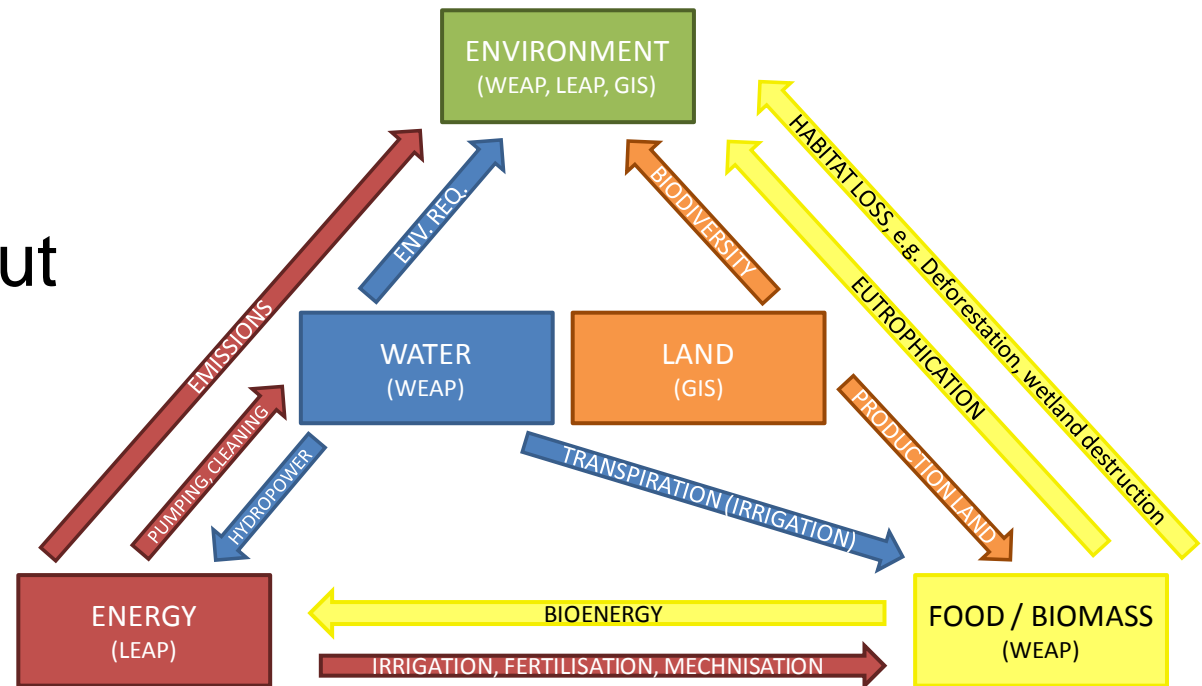 ENVIRONMENT
(WEAP, LEAP, GIS)
HABITAT LOSS, e.g. Deforestation, wetland destruction
EUTROPHICATION
ENV. REQ.
BIODIVERSITY
ut
EMISSIONS
WATER
(WEAP)
LAND
(GIS)
PUMPING, CLEANING
HYDROPOWER
TRANSPIRATION (IRRIGATION)
PRODUCTION LAND
ENERGY
(LEAP)
BIOENERGY
IRRIGATION, FERTILISATION, MECHNISATION
FOOD / BIOMASS
(WEAP)